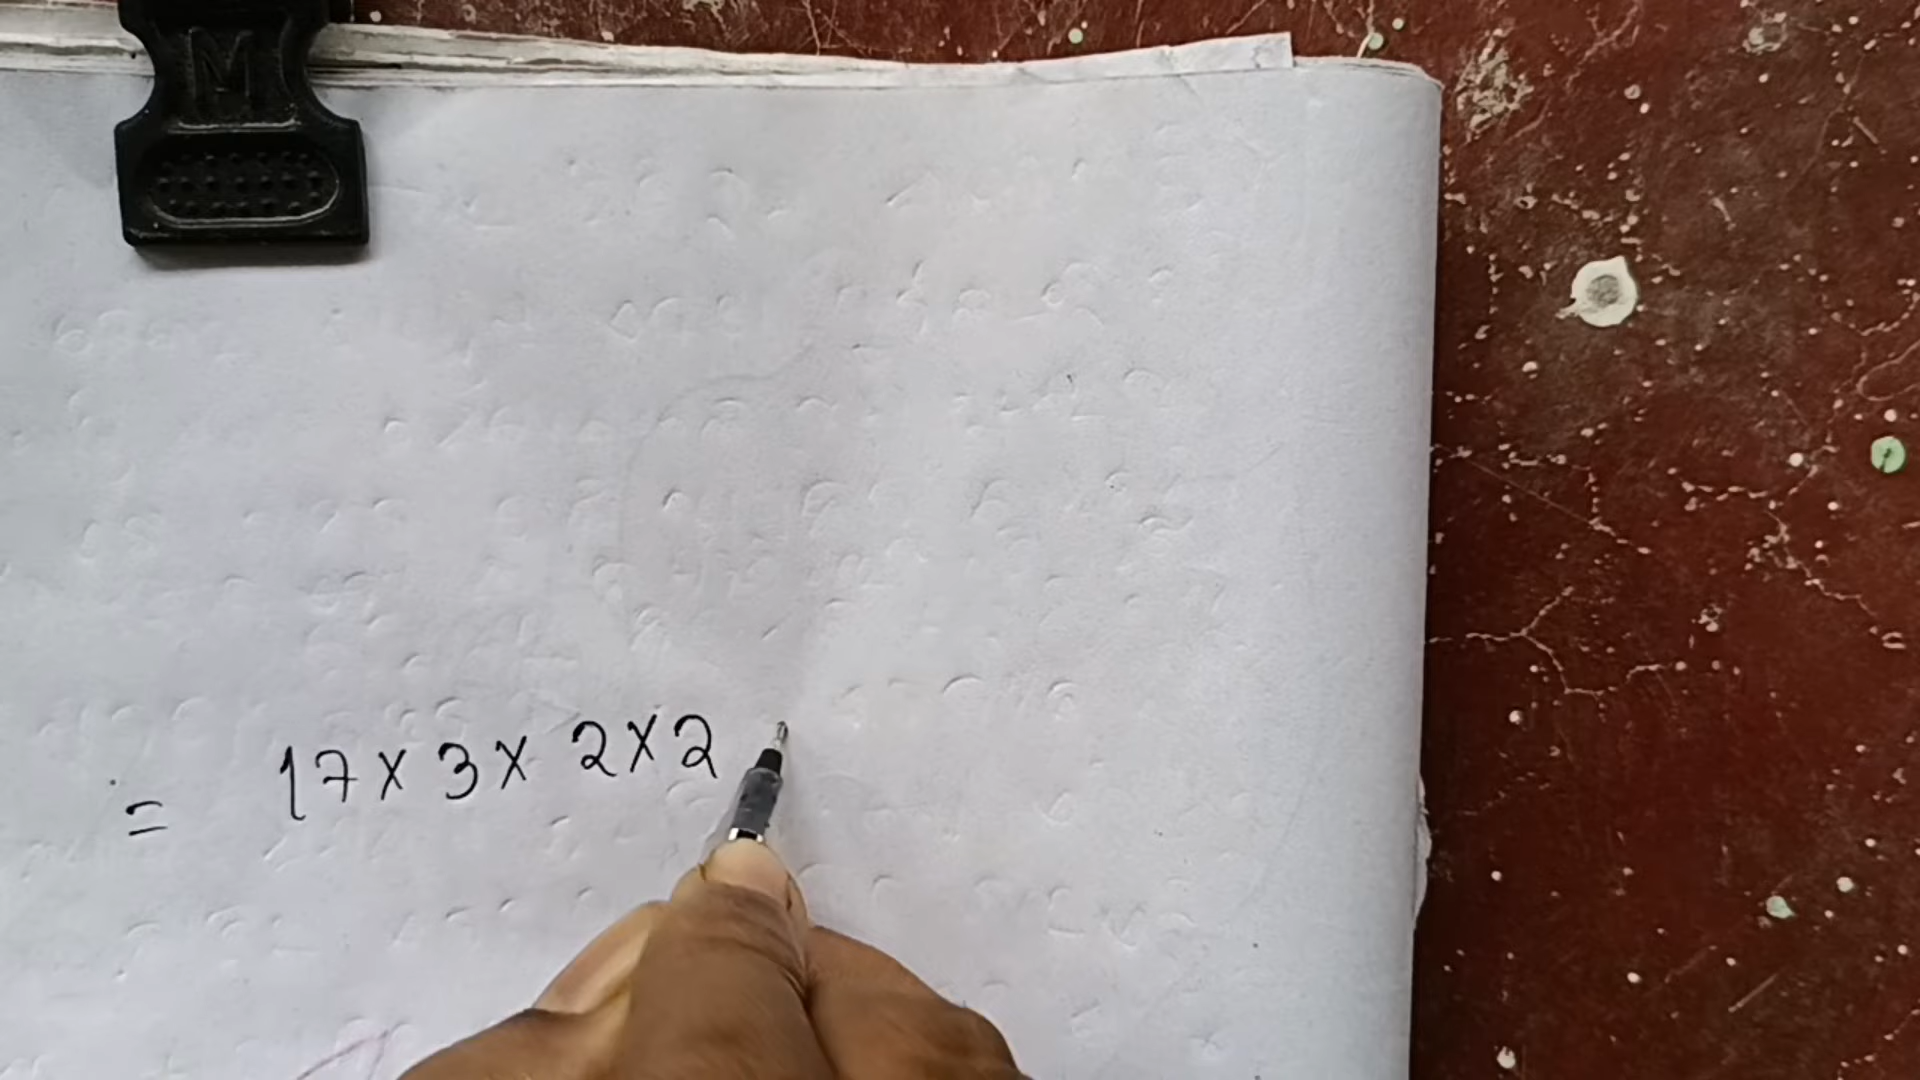 M
= 17 × 3 × 2 × 2